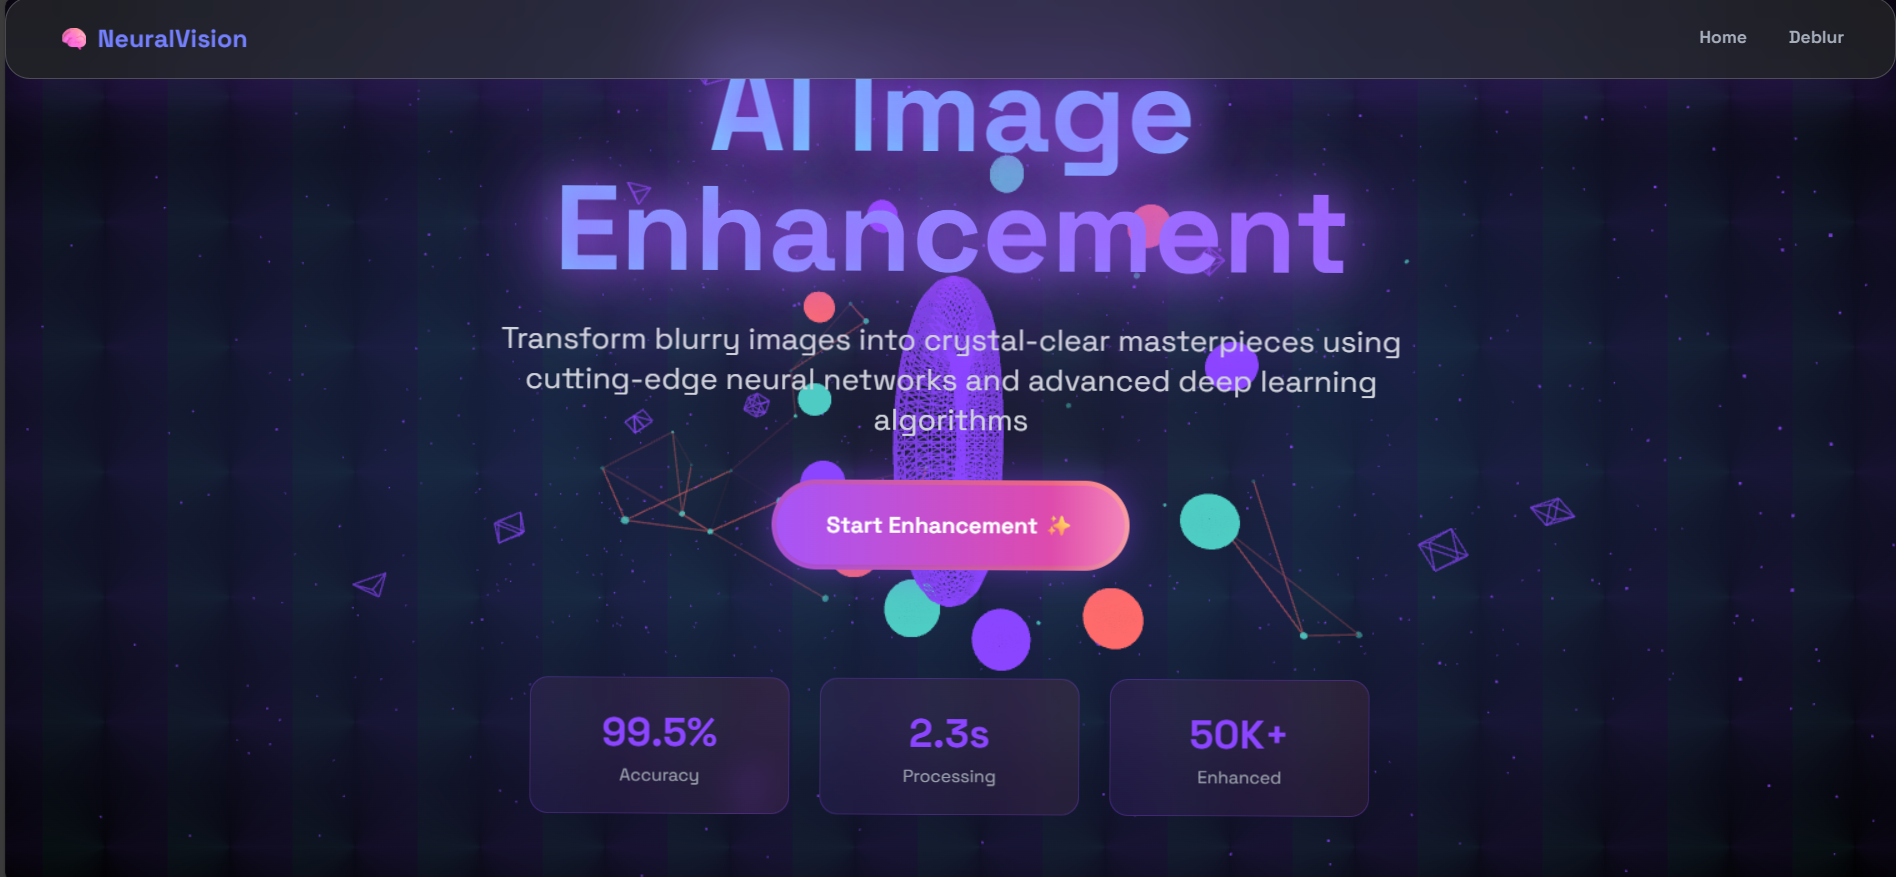 🧠 NeuralVision
Home
Deblur
AI Image
Enhancement
Transform blurry images into crystal-clear masterpieces using
cutting-edge neural networks and advanced deep learning
algorithms
Start Enhancement ✨
99.5%
Accuracy
2.3s
Processing
50K+
Enhanced